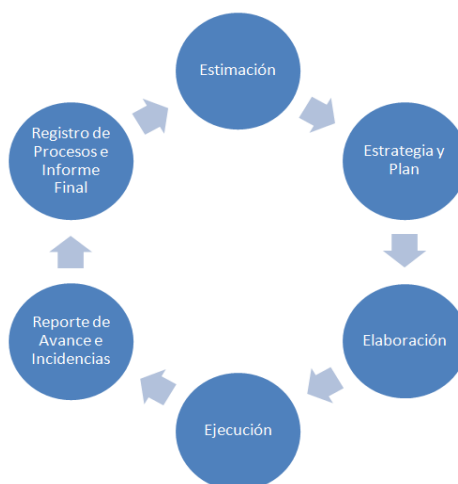 Estimación
Estrategia y
Plan
Elaboración
Ejecución
Reporte de
Avance e
Incidencias
Registro de
Procesos e
Informe
Final